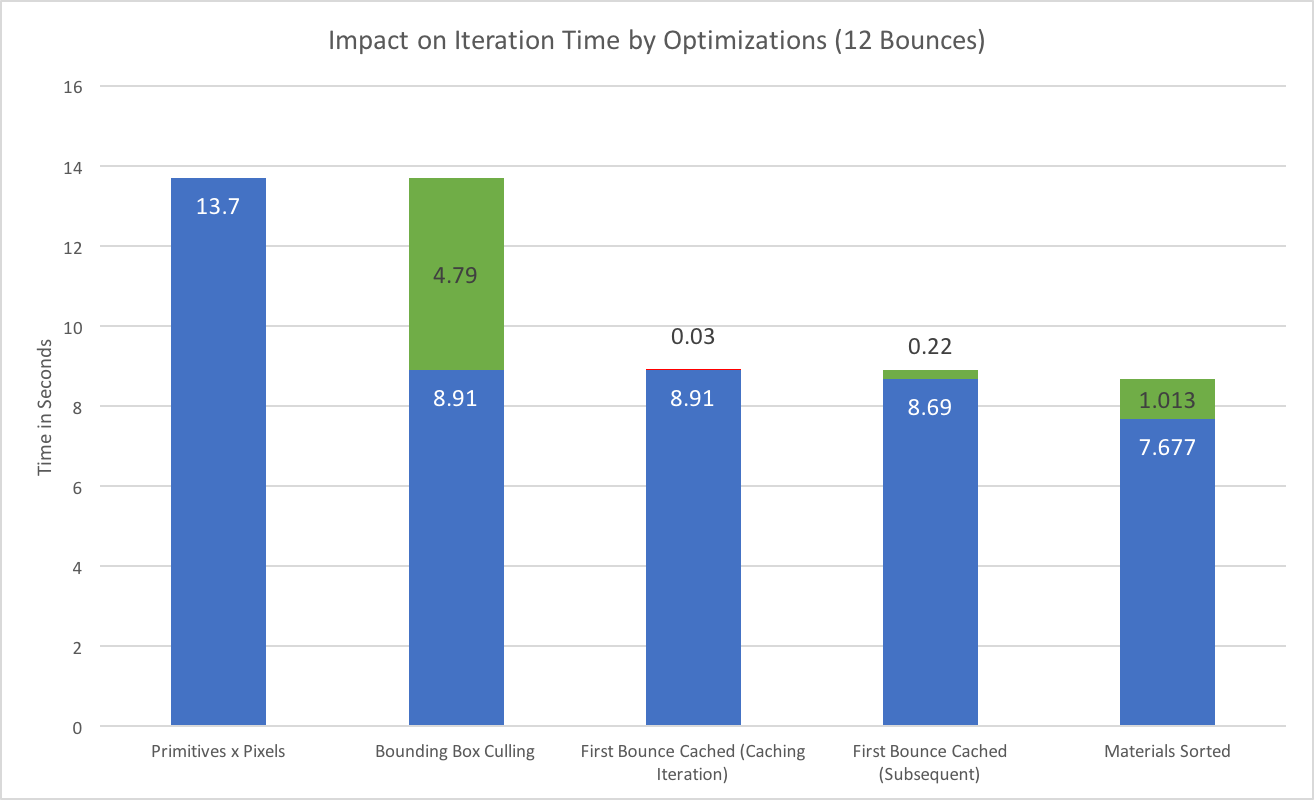 Impact on Iteration Time by Optimizations (12 Bounces)
16
14
12
10
8
6
4
2
0
Time in Seconds
13.7
4.79
8.91
0.03
8.91
0.22
8.69
1.013
7.677
Primitives x Pixels
Bounding Box Culling
First Bounce Cached (Caching
Iteration)
First Bounce Cached
(Subsequent)
Materials Sorted